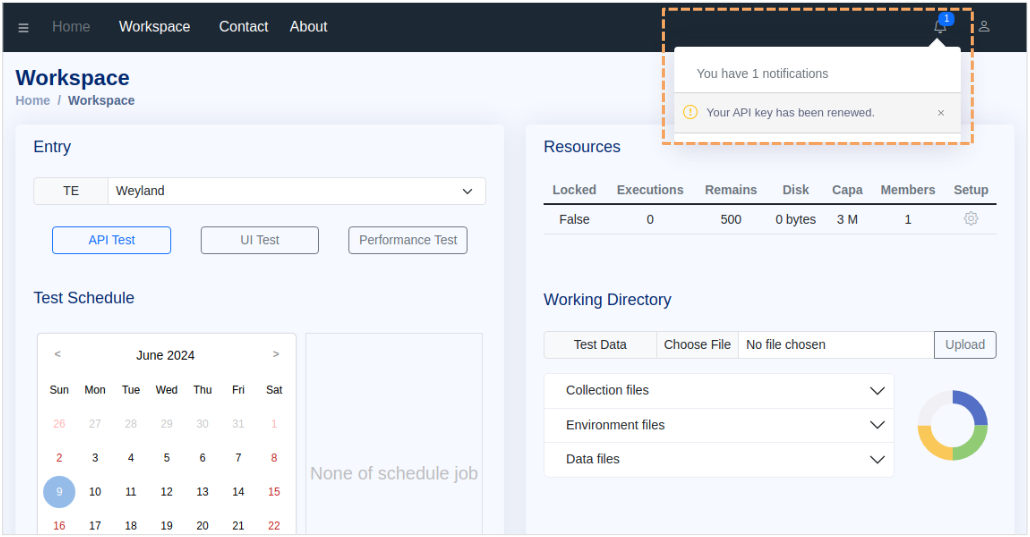 Home Workspace Contact About 1
You have 1 notifications
Your API key has been renewed. ×
Workspace
Home / Workspace
Entry
TE Weyland
API Test UI Test Performance Test
Test Schedule
< June 2024 >
Sun Mon Tue Wed Thu Fri Sat
26 27 28 29 30 31 1
2 3 4 5 6 7 8
9 10 11 12 13 14 15
16 17 18 19 20 21 22
None of schedule job
Resources
Locked Executions Remains Disk Capa Members Setup
False 0 500 0 bytes 3 M 1
Working Directory
Test Data Choose File No file chosen Upload
Collection files
Environment files
Data files